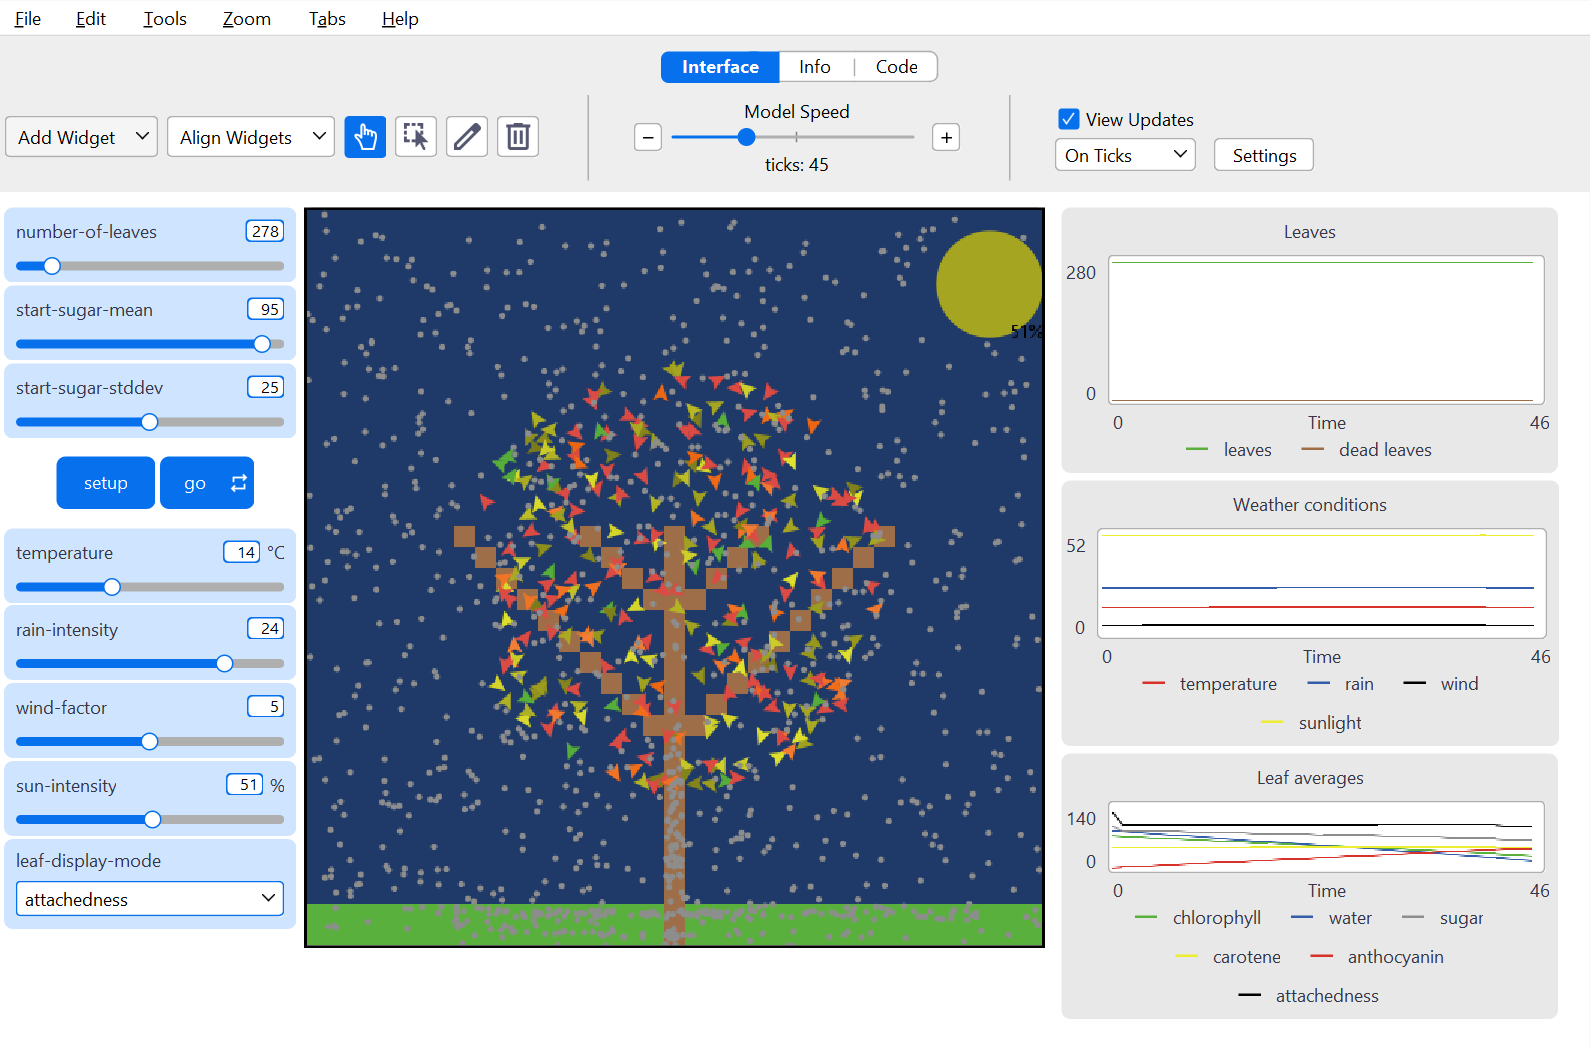 File Edit Tools Zoom Tabs Help
Interface Info Code
Add Widget Align Widgets
Model Speed
ticks: 45
View Updates
On Ticks Settings
number-of-leaves 278
start-sugar-mean 95
start-sugar-stddev 25
setup go
temperature 14 °C
rain-intensity 24
wind-factor 5
sun-intensity 51 %
leaf-display-mode
attachedness
51%
Leaves
280
0
0 Time 46
leaves dead leaves
Weather conditions
52
0
0 Time 46
temperature rain wind
sunlight
Leaf averages
140
0
0 Time 46
chlorophyll water sugar
carotene anthocyanin
attachedness